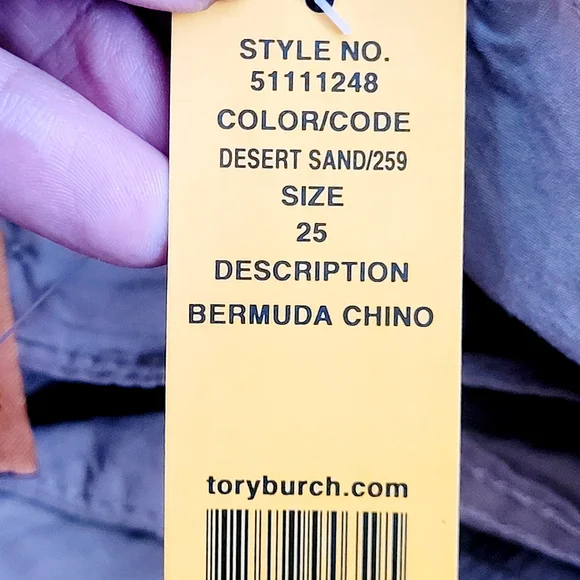 STYLE NO.
51111248
COLOR/CODE
DESERT SAND/259
SIZE
25
DESCRIPTION
BERMUDA CHINO
toryburch.com